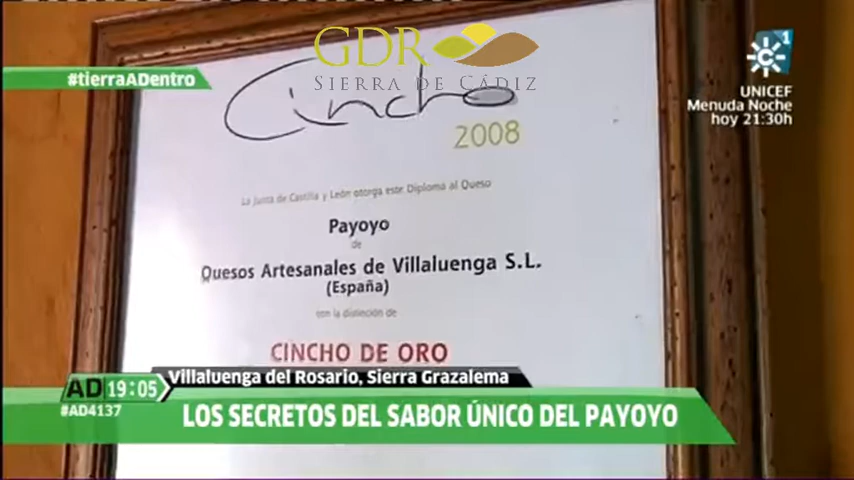 GDR
SIERRA DE CÁDIZ
1
#tierraADentro
UNICEF
Menuda Noche
hoy 21:30h
Cincho
2008
La Junta de Castilla y León otorga este Diploma al Queso
Payoyo
de
Quesos Artesanales de Villaluenga S.L.
(España)
con la distinción de
CINCHO DE ORO
Villaluenga del Rosario, Sierra Grazalema
AD 19:05
#AD4137
LOS SECRETOS DEL SABOR ÚNICO DEL PAYOYO